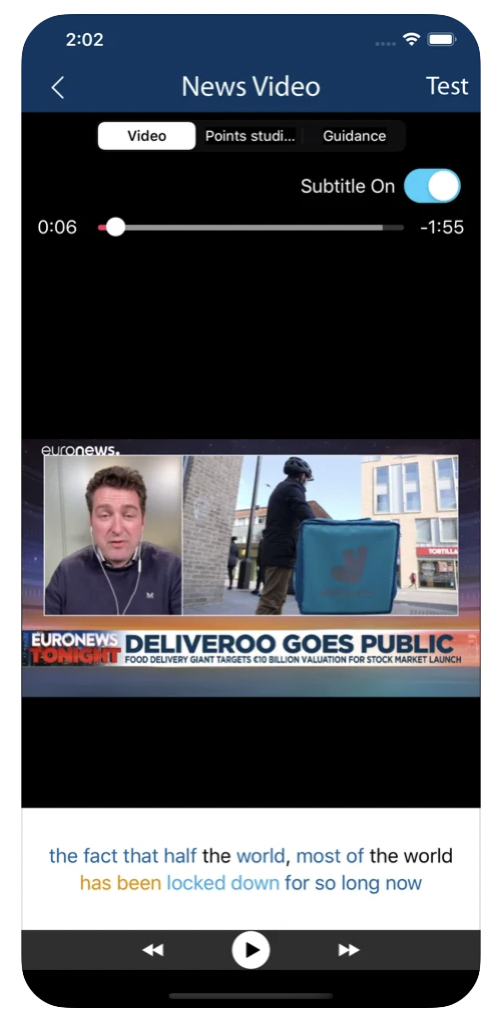 2:02
News Video
Test
Video
Points studi...
Guidance
Subtitle On
0:06
-1:55
euronews.
TORTILLA
M
EURONEWS
TONIGHT
DELIVEROO GOES PUBLIC
FOOD DELIVERY GIANT TARGETS €10 BILLION VALUATION FOR STOCK MARKET LAUNCH
the fact that half the world, most of the world
has been locked down for so long now